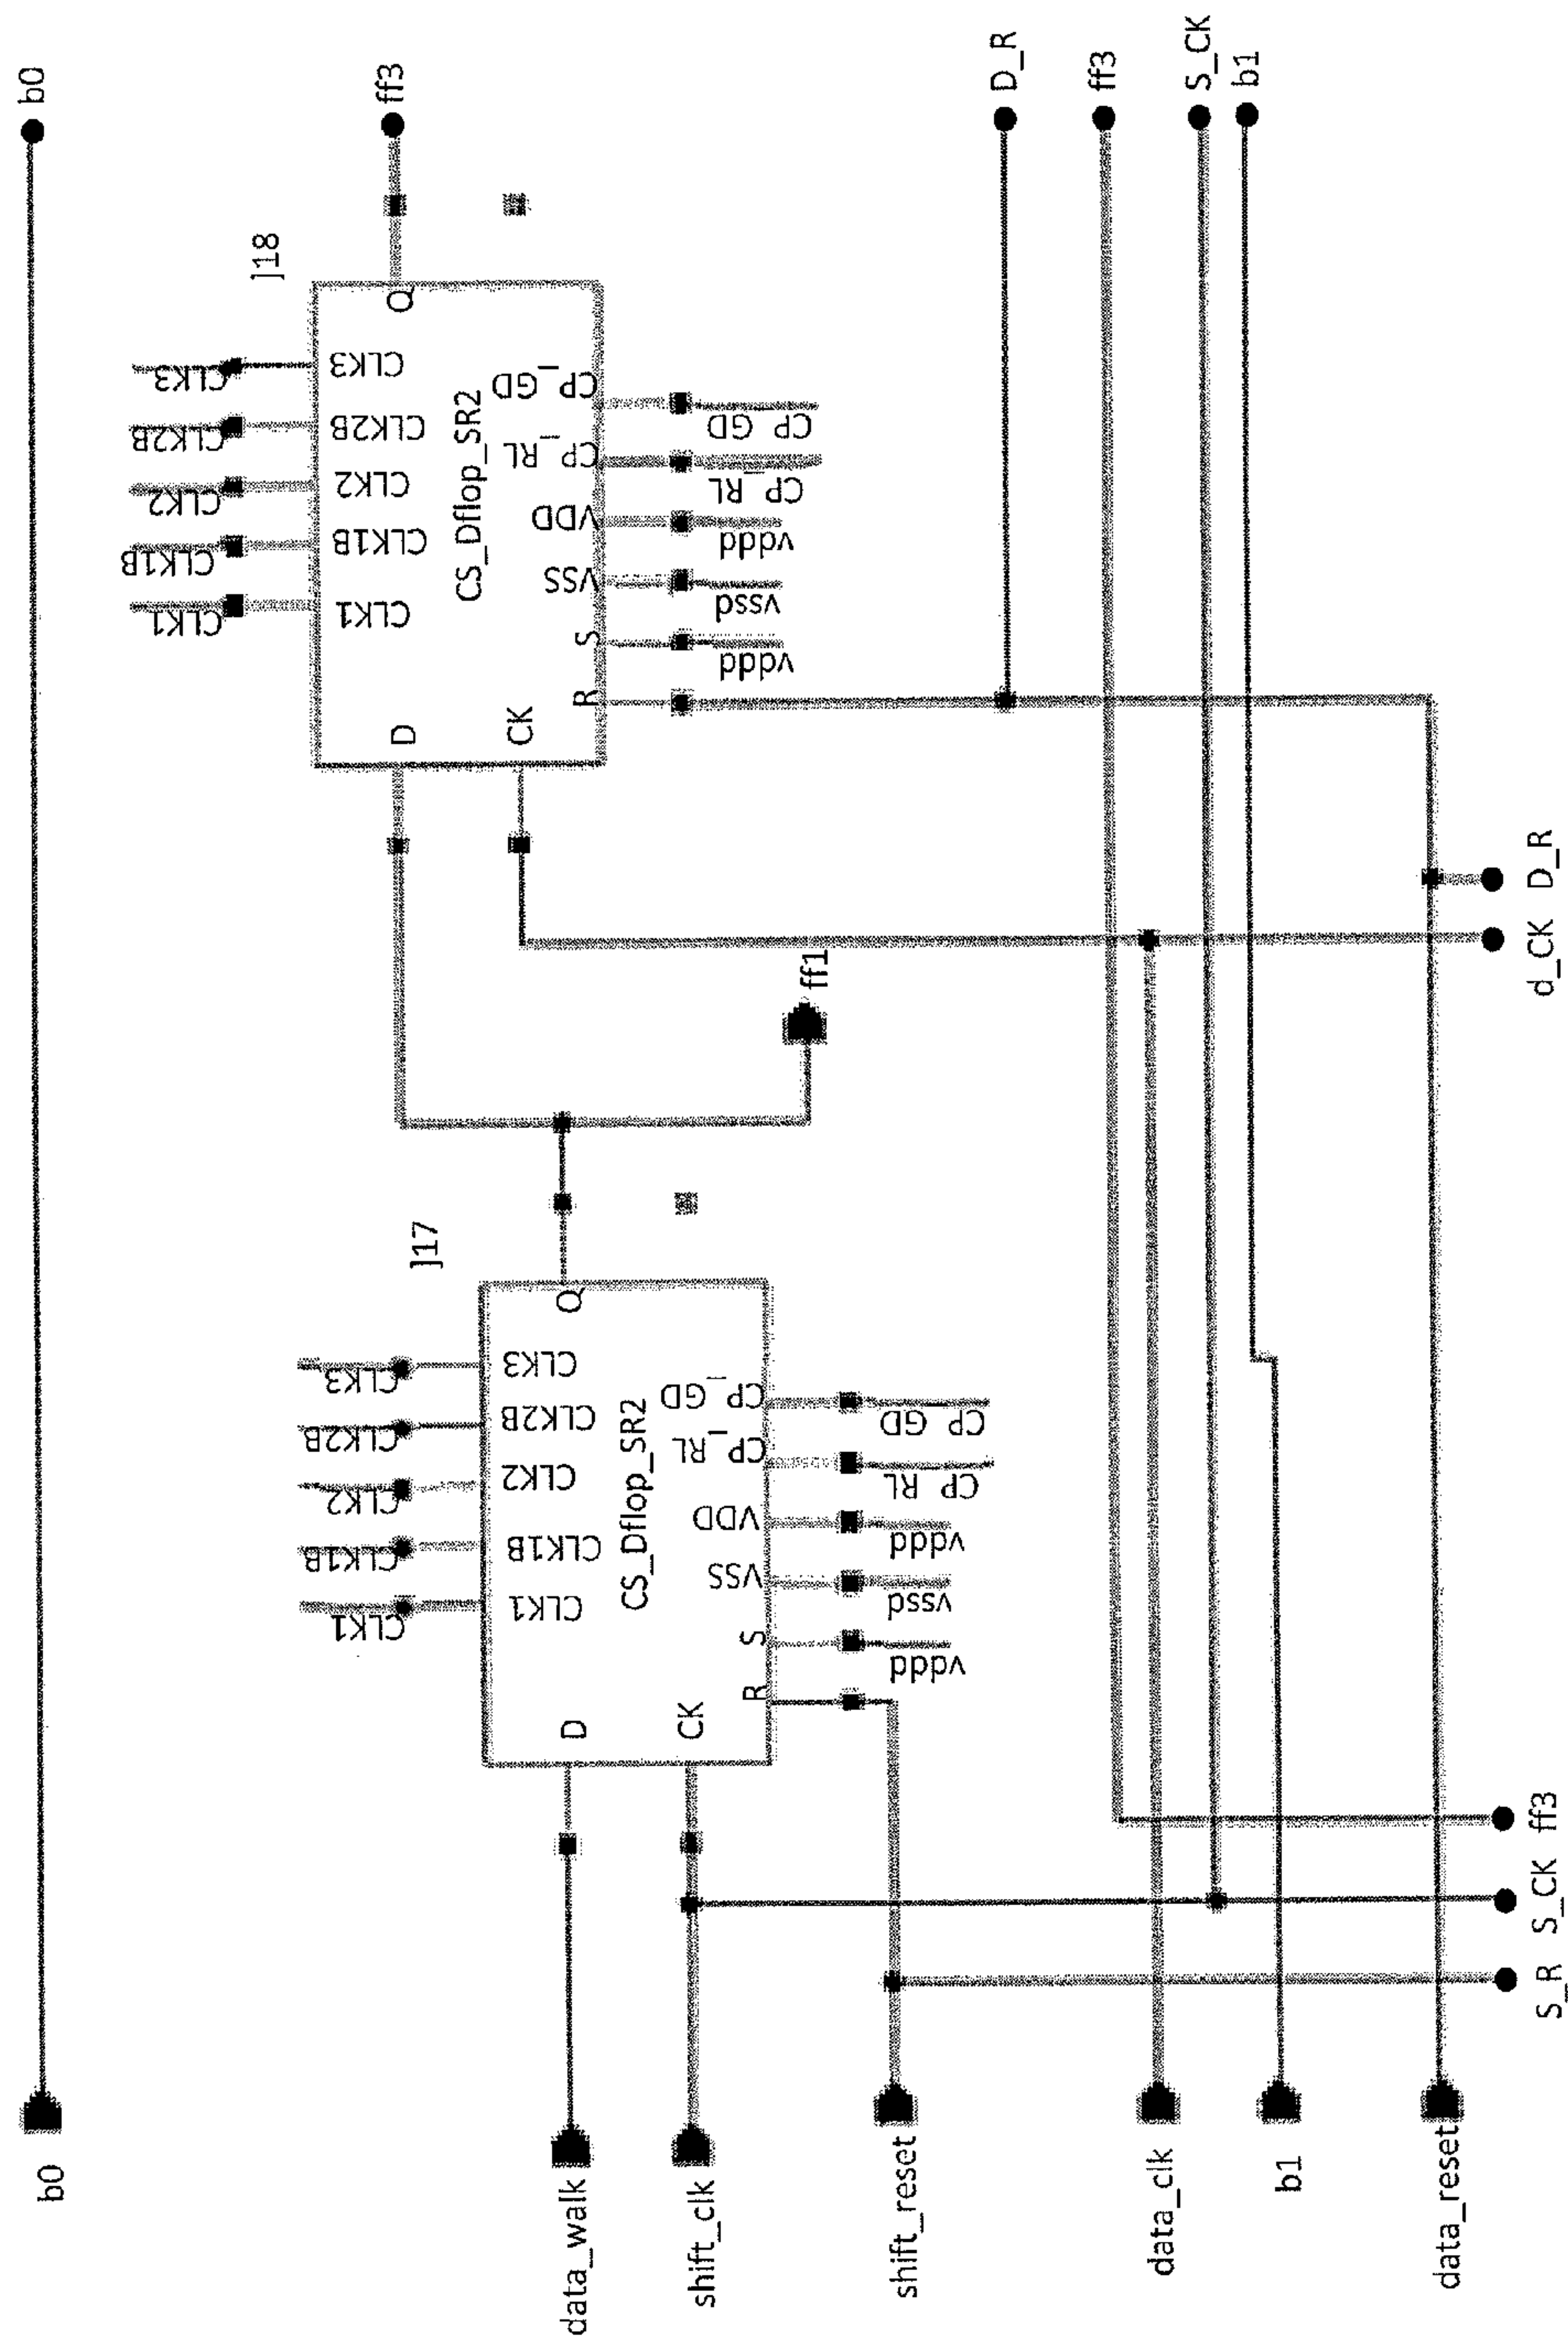 b0
b0
]18
CLK1
CLK1B
CLK2
CLK2B
CLK3
CLK1
CLK1B
CLK2
CLK2B
CLK3
D
Q
ff3
CS_Dflop_SR2
CK
R
S
VSS
VDD
CP_RL
CP_GD
vddd
vssd
vddd
CP_RL
CP_GD
]17
CLK1
CLK1B
CLK2
CLK2B
CLK3
CLK1
CLK1B
CLK2
CLK2B
CLK3
data_walk
D
Q
CS_Dflop_SR2
shift_clk
CK
R
S
VSS
VDD
CP_RL
CP_GD
vddd
vssd
vddd
CP_RL
CP_GD
ff1
shift_reset
D_R
ff3
data_clk
S_CK
b1
b1
data_reset
S_R
S_CK
ff3
d_CK
D_R